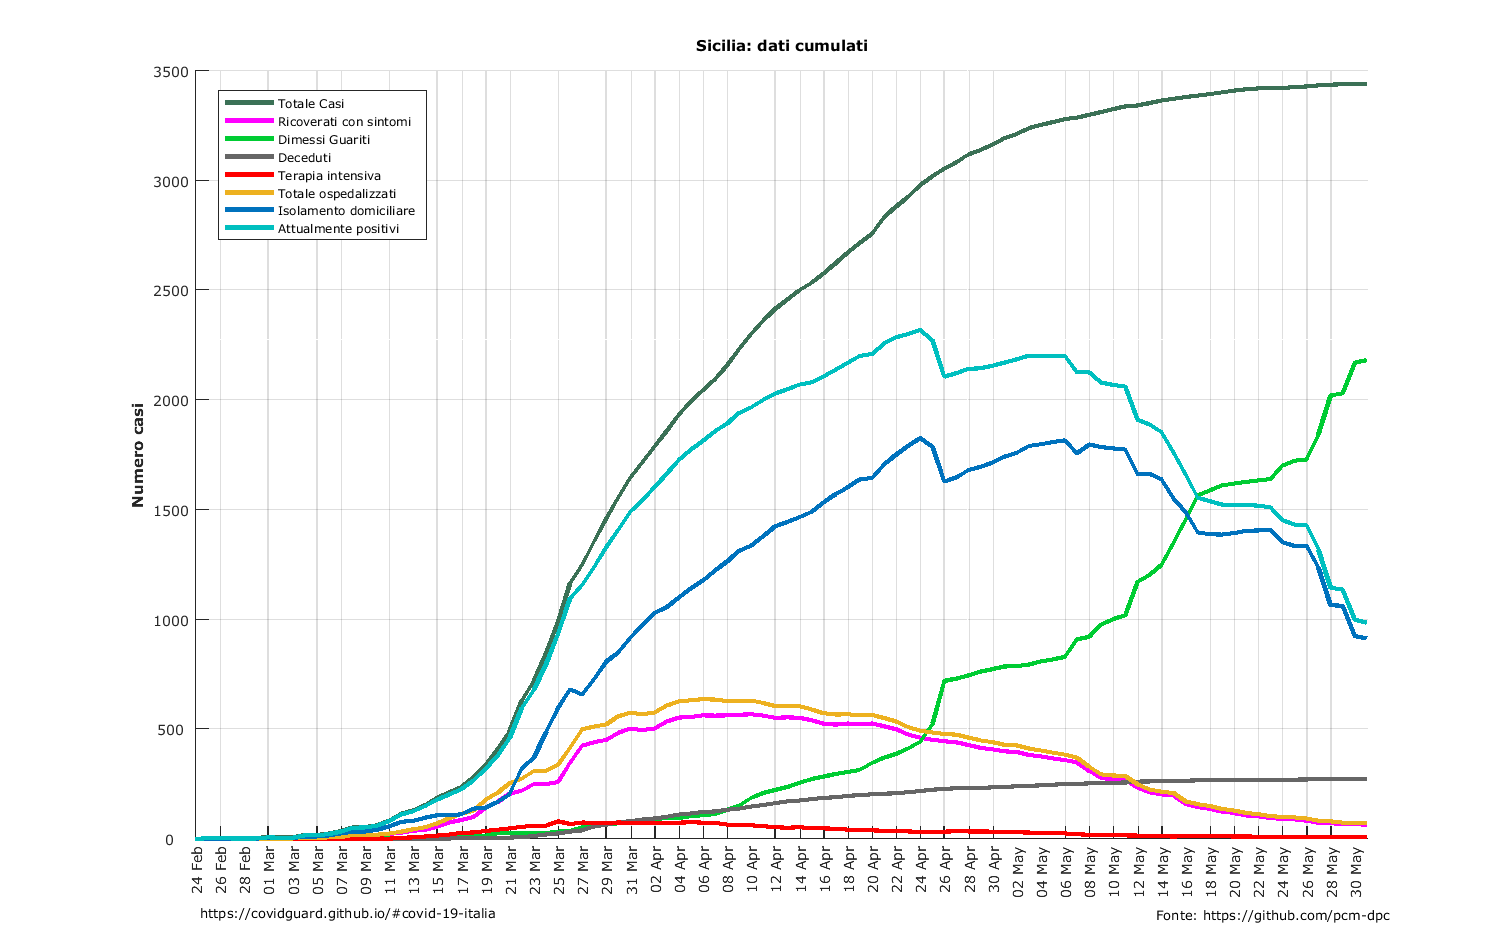 Sicilia: dati cumulati
3500
3000
2500
2000
1500
1000
500
0
Numero casi
Totale Casi
Ricoverati con sintomi
Dimessi Guariti
Deceduti
Terapia intensiva
Totale ospedalizzati
Isolamento domiciliare
Attualmente positivi
24 Feb
26 Feb
28 Feb
01 Mar
03 Mar
05 Mar
07 Mar
09 Mar
11 Mar
13 Mar
15 Mar
17 Mar
19 Mar
21 Mar
23 Mar
25 Mar
27 Mar
29 Mar
31 Mar
02 Apr
04 Apr
06 Apr
08 Apr
10 Apr
12 Apr
14 Apr
16 Apr
18 Apr
20 Apr
22 Apr
24 Apr
26 Apr
28 Apr
30 Apr
02 May
04 May
06 May
08 May
10 May
12 May
14 May
16 May
18 May
20 May
22 May
24 May
26 May
28 May
30 May
https://covidguard.github.io/#covid-19-italia
Fonte: https://github.com/pcm-dpc